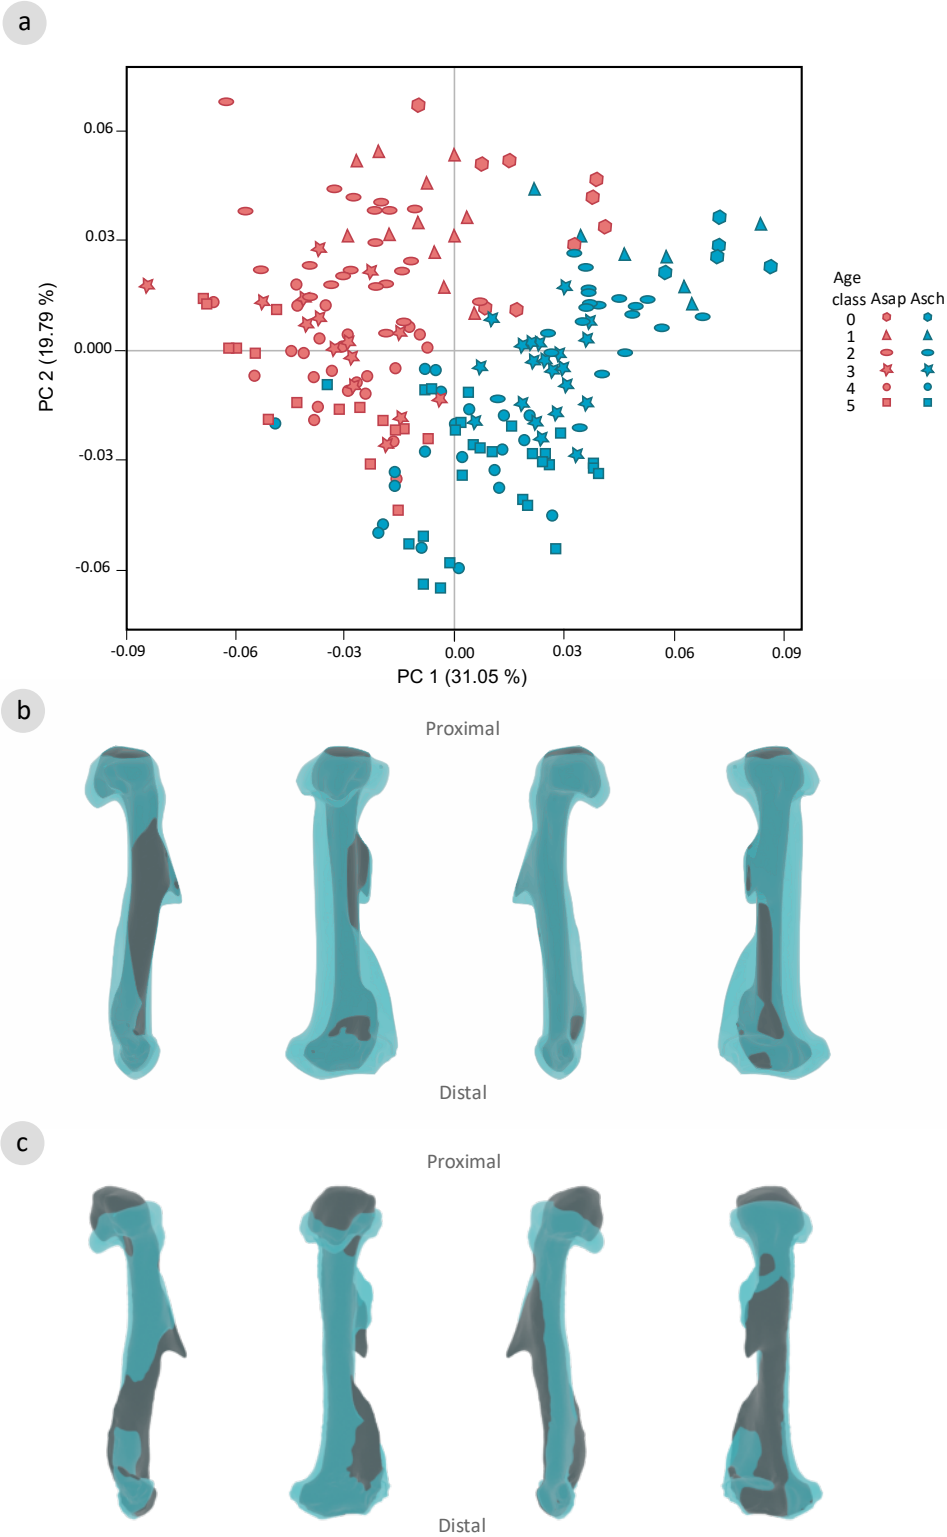 a
0.06
0.03
0.000
-0.03
-0.06
PC 2 (19.79 %)
-0.09 -0.06 -0.03 0.00 0.03 0.06 0.09
PC 1 (31.05 %)
Age
class Asap Asch
0
1
2
3
4
5
b
Proximal
Distal
c
Proximal
Distal